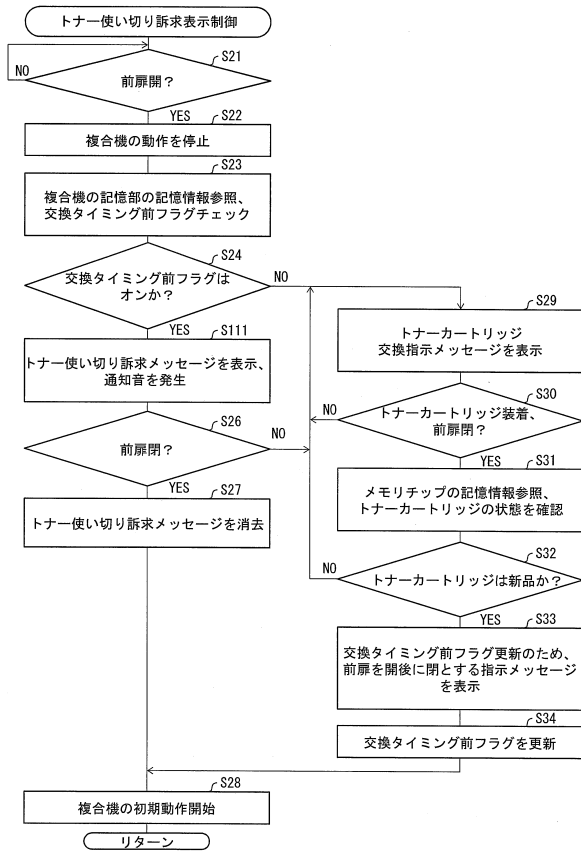 トナー使い切り訴求表示制御
S21
前扉開？
NO
YES
S22
複合機の動作を停止
S23
複合機の記憶部の記憶情報参照、
交換タイミング前フラグチェック
S24
交換タイミング前フラグは
オンか？
NO
YES
S111
トナー使い切り訴求メッセージを表示、
通知音を発生
S26
前扉閉？
NO
YES
S27
トナー使い切り訴求メッセージを消去
S29
トナーカートリッジ
交換指示メッセージを表示
S30
トナーカートリッジ装着、
前扉閉？
NO
YES
S31
メモリチップの記憶情報参照、
トナーカートリッジの状態を確認
S32
トナーカートリッジは新品か？
NO
YES
S33
交換タイミング前フラグ更新のため、
前扉を開後に閉とする指示メッセージ
を表示
S34
交換タイミング前フラグを更新
S28
複合機の初期動作開始
リターン